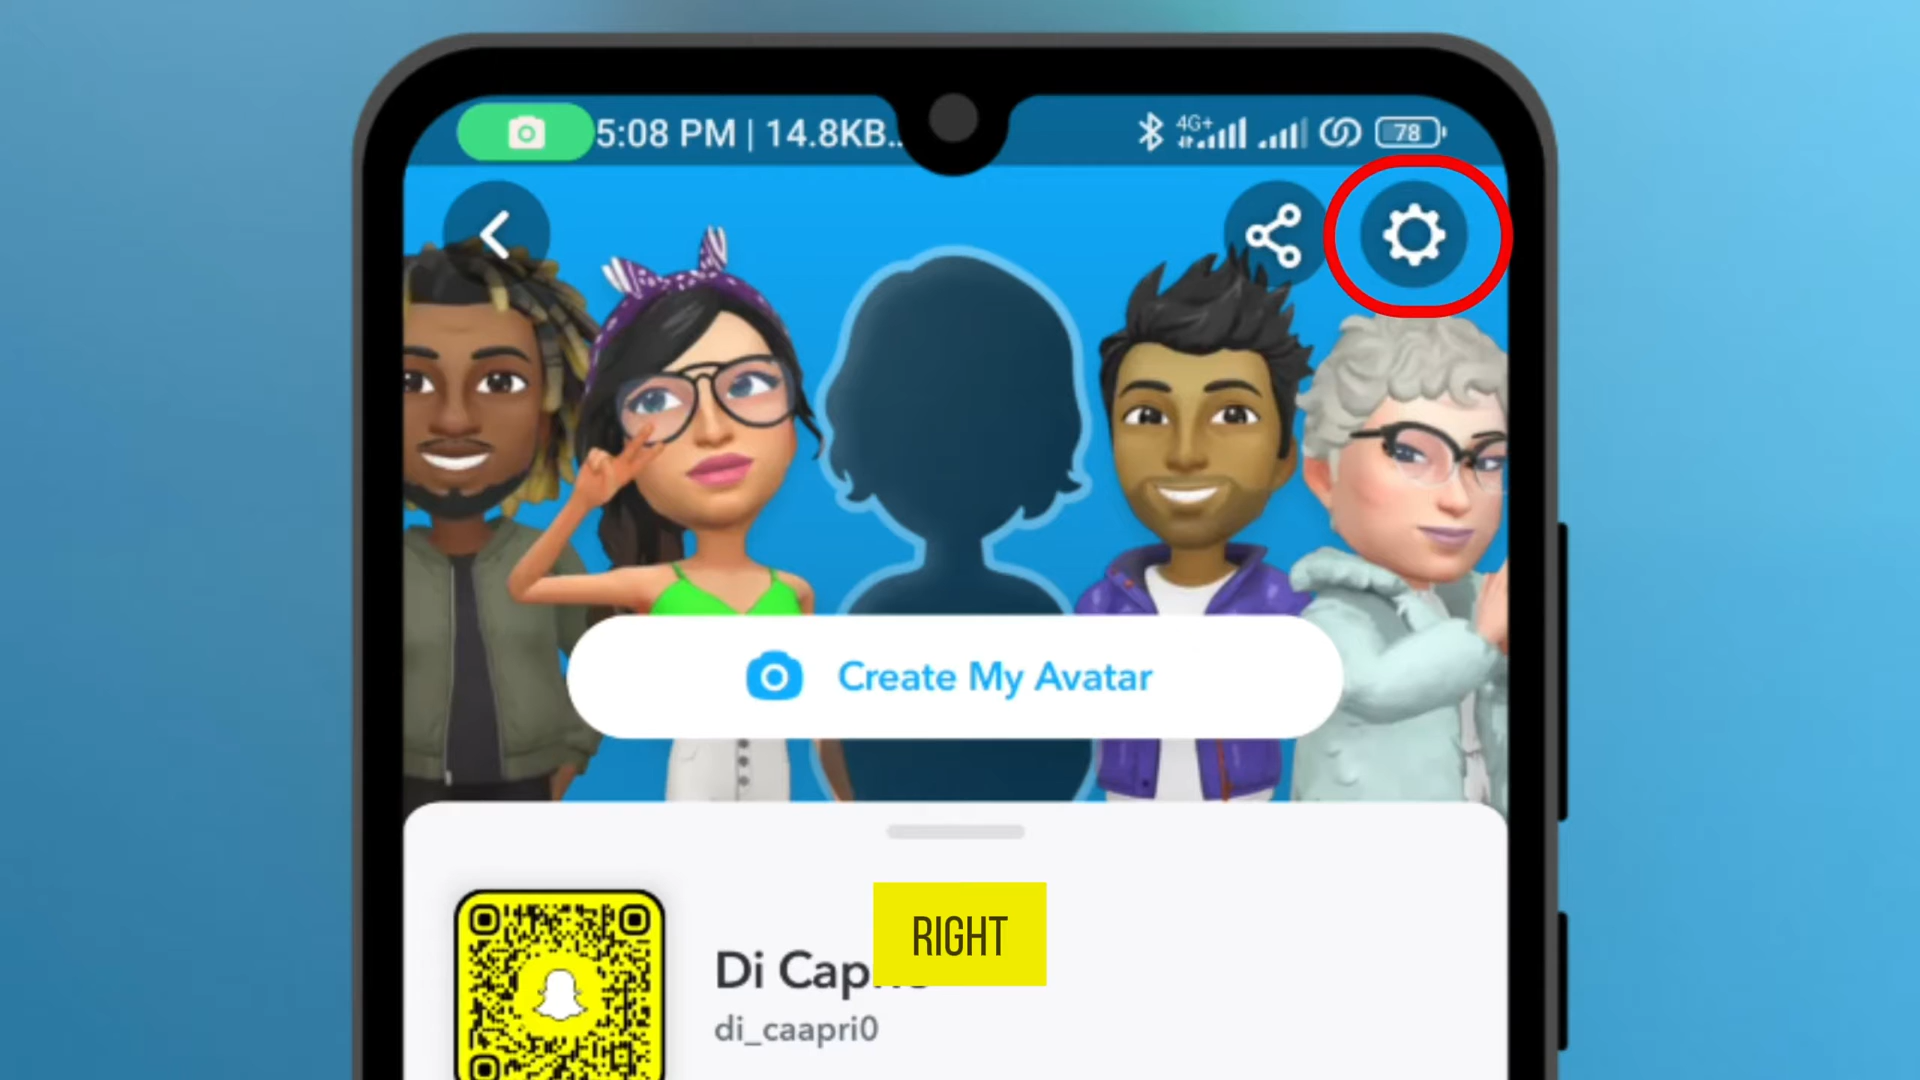 5:08 PM | 14.8KB...
4G+
78
Create My Avatar
RIGHT
Di Cap
di_caapri0